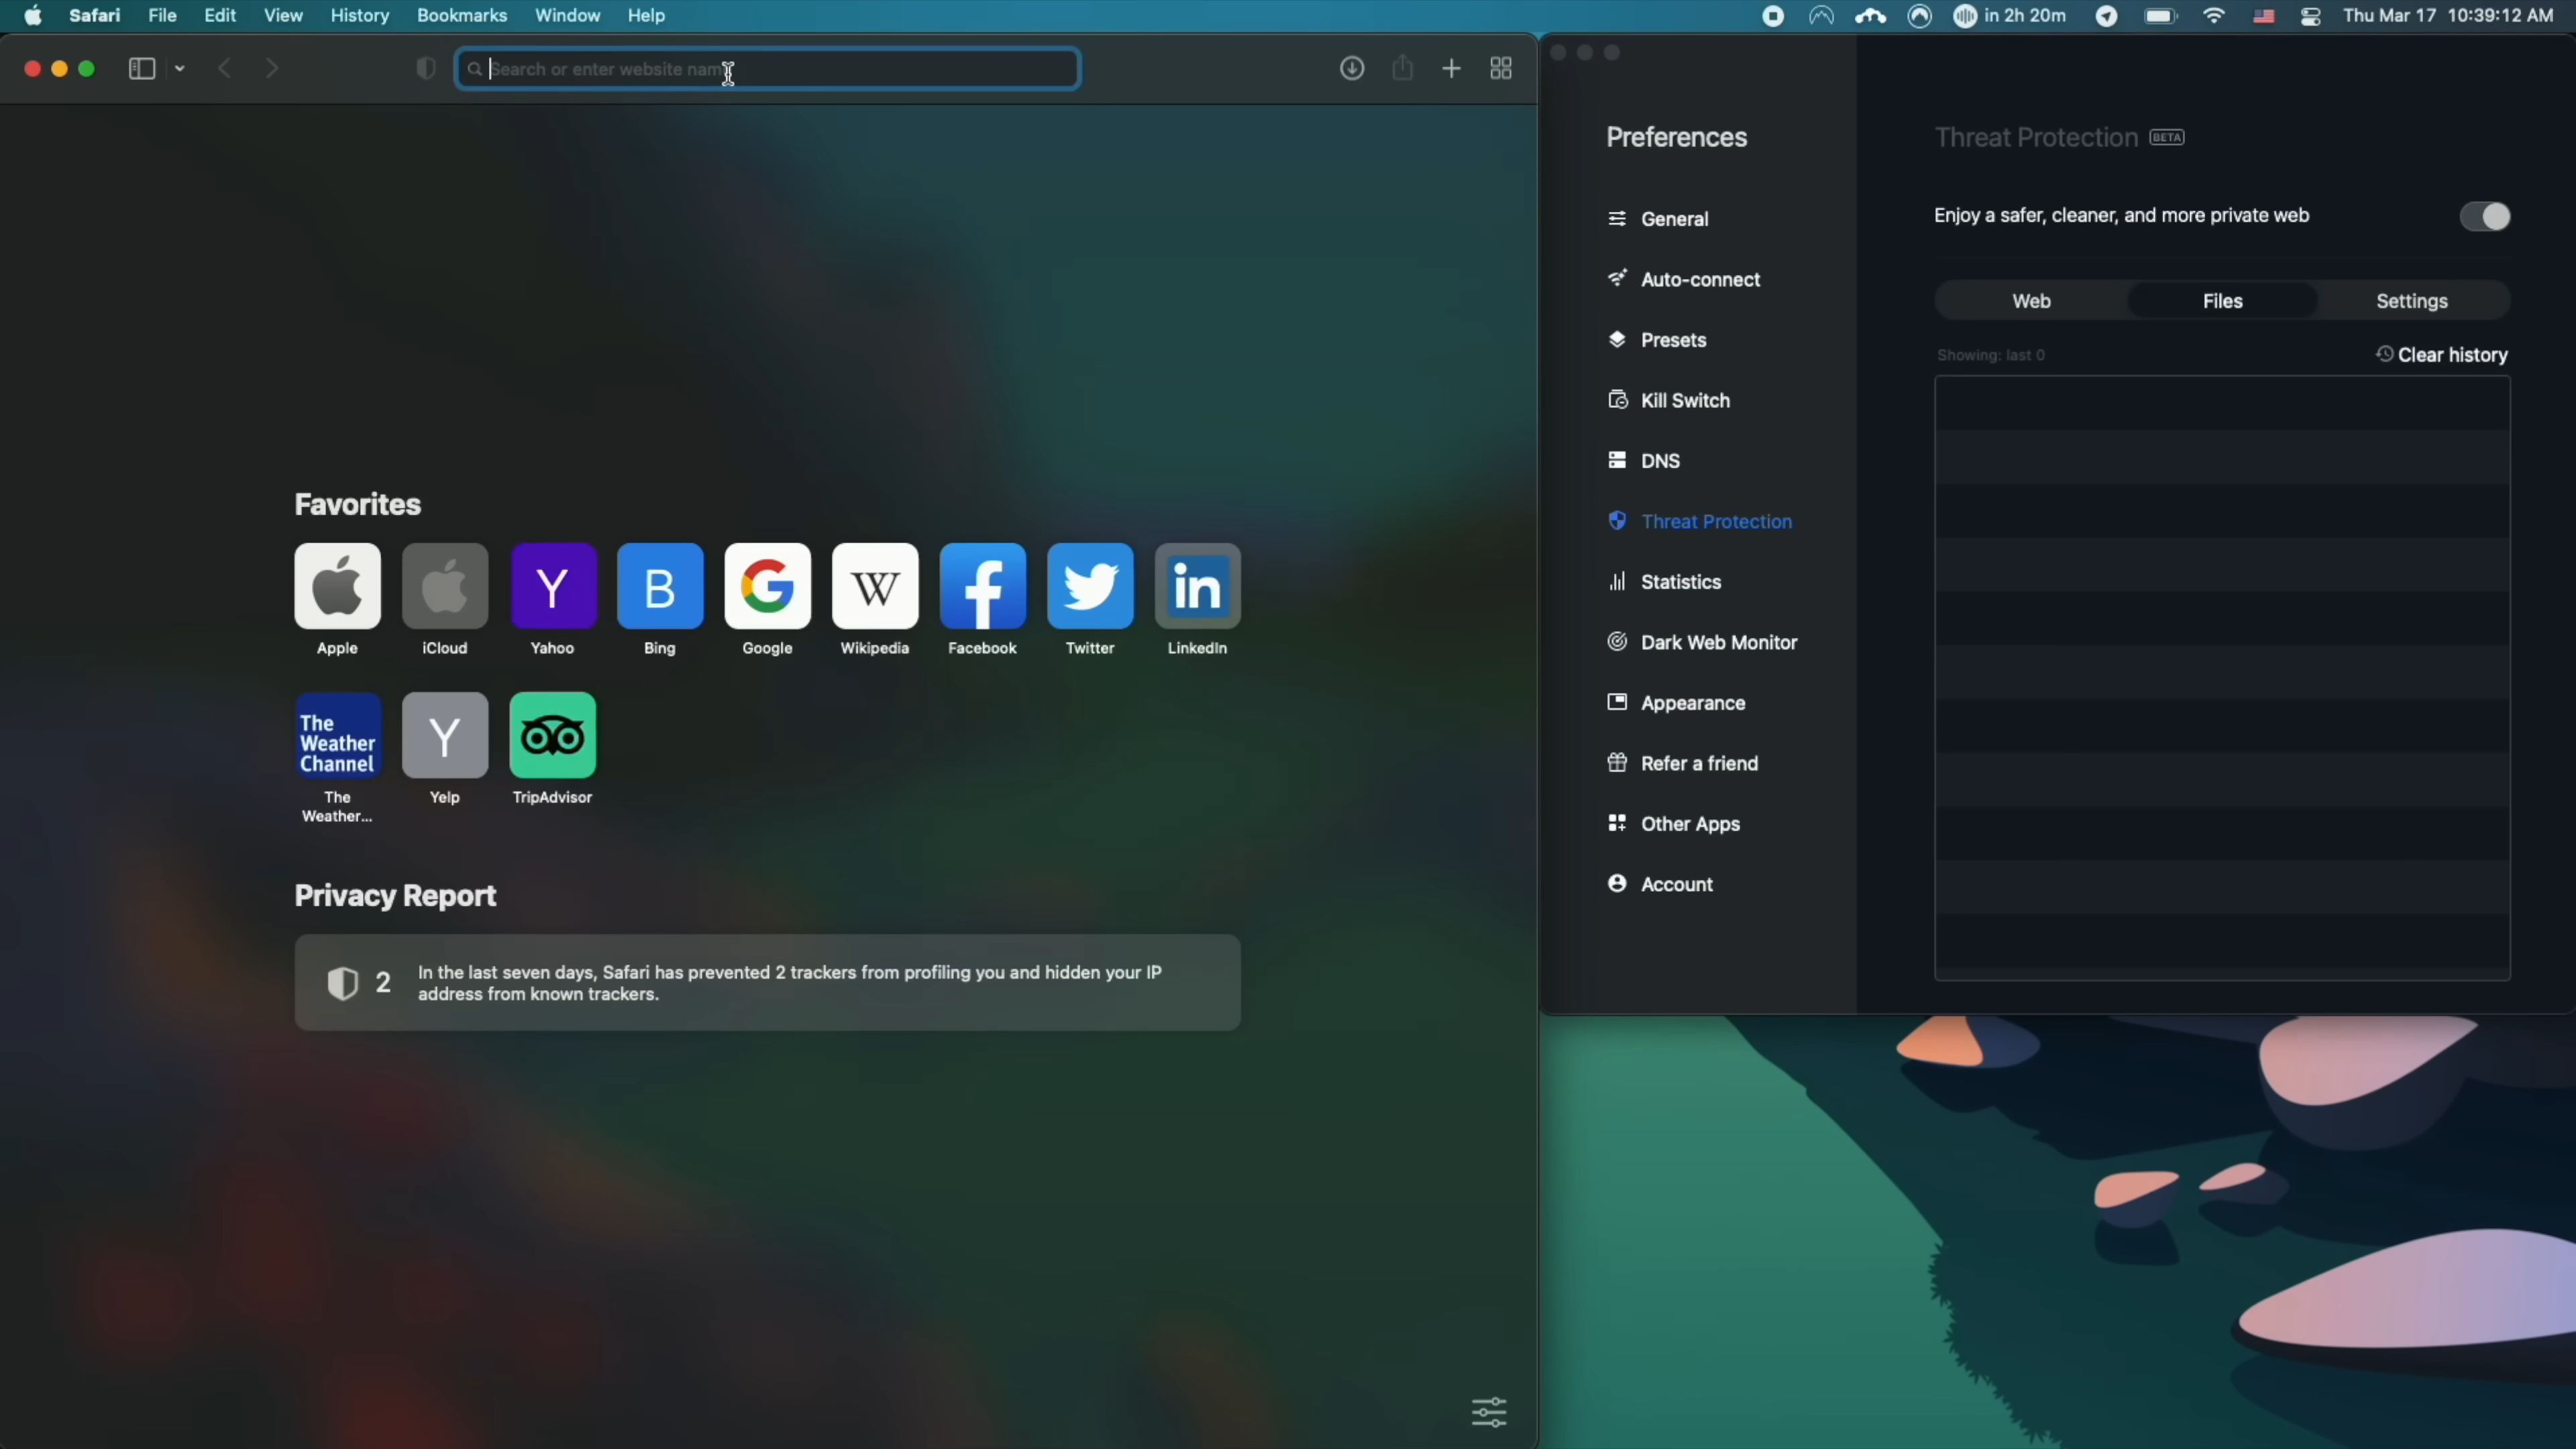 Safari File Edit View History Bookmarks Window Help
in 2h 20m Thu Mar 17 10:39:12 AM
Search or enter website name
Favorites
Apple iCloud Yahoo Bing Google Wikipedia Facebook Twitter LinkedIn
Y B G W f in
The
Weather
Channel
Y
The
Weather...
Yelp TripAdvisor
Privacy Report
2
In the last seven days, Safari has prevented 2 trackers from profiling you and hidden your IP
address from known trackers.
Preferences
General
Auto-connect
Presets
Kill Switch
DNS
Threat Protection
Statistics
Dark Web Monitor
Appearance
Refer a friend
Other Apps
Account
Threat Protection BETA
Enjoy a safer, cleaner, and more private web
Web Files Settings
Showing: last 0 Clear history